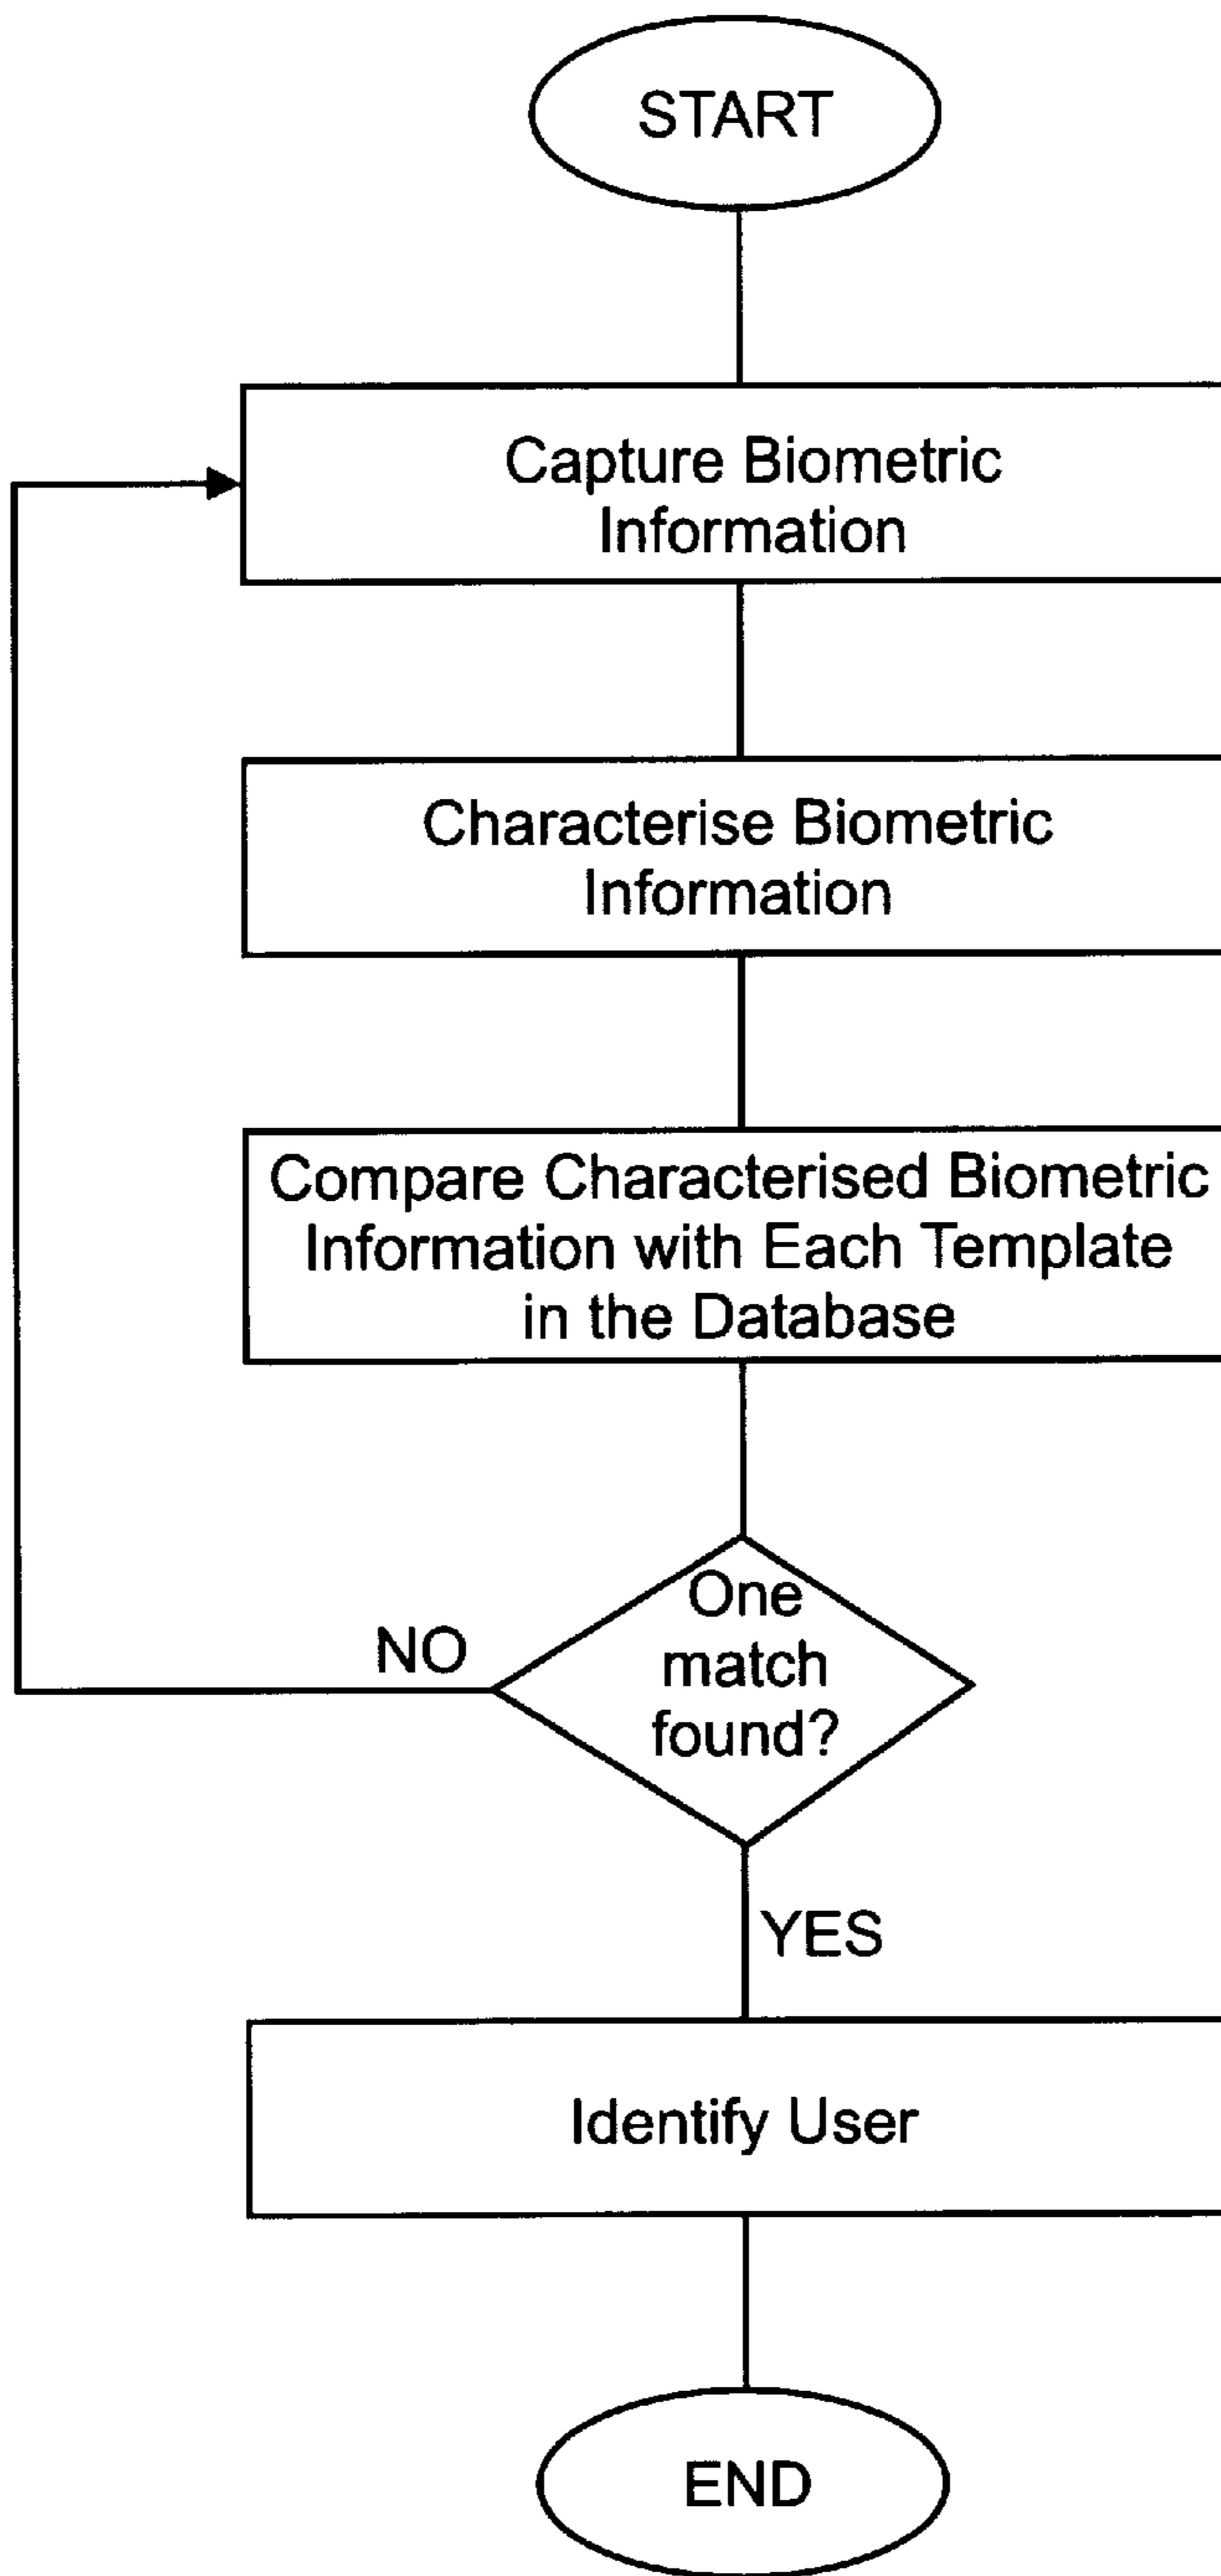 START
Capture Biometric
Information
Characterise Biometric
Information
Compare Characterised Biometric
Information with Each Template
in the Database
One
match
found?
NO
YES
Identify User
END